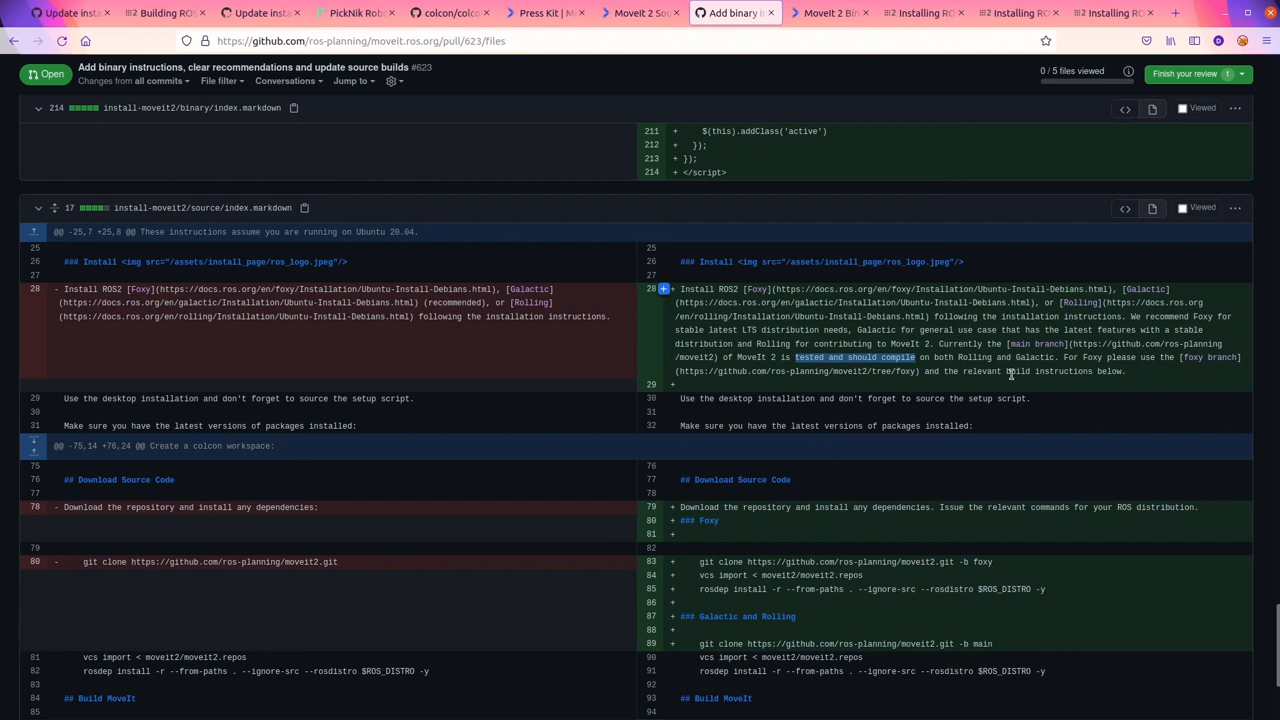 Update insta
Building ROS
Update insta
PickNik Rob
colcon/colco
Press Kit | M
MoveIt 2 Sou
Add binary in
MoveIt 2 Bin
Installing RO
Installing RO
Installing RO
https://github.com/ros-planning/moveit.ros.org/pull/623/files
Open
Add binary instructions, clear recommendations and update source builds #623
Changes from all commits File filter Conversations Jump to
0 / 5 files viewed
Finish your review 1
214 install-moveit2/binary/index.markdown
Viewed
211 + $(this).addClass('active')
212 + });
213 + });
214 + </script>
17 install-moveit2/source/index.markdown
Viewed
@@ -25,7 +25,8 @@ These instructions assume you are running on Ubuntu 20.04.
25 25
26 ### Install <img src="/assets/install_page/ros_logo.jpeg"/> 26 ### Install <img src="/assets/install_page/ros_logo.jpeg"/>
27 27
28 - Install ROS2 [Foxy](https://docs.ros.org/en/foxy/Installation/Ubuntu-Install-Debians.html), [Galactic]
(https://docs.ros.org/en/galactic/Installation/Ubuntu-Install-Debians.html) (recommended), or [Rolling]
(https://docs.ros.org/en/rolling/Installation/Ubuntu-Install-Debians.html) following the installation instructions.
28 + Install ROS2 [Foxy](https://docs.ros.org/en/foxy/Installation/Ubuntu-Install-Debians.html), [Galactic]
(https://docs.ros.org/en/galactic/Installation/Ubuntu-Install-Debians.html), or [Rolling](https://docs.ros.org
/en/rolling/Installation/Ubuntu-Install-Debians.html) following the installation instructions. We recommend Foxy for
stable latest LTS distribution needs, Galactic for general use case that has the latest features with a stable
distribution and Rolling for contributing to MoveIt 2. Currently the [main branch](https://github.com/ros-planning
/moveit2) of MoveIt 2 is tested and should compile on both Rolling and Galactic. For Foxy please use the [foxy branch]
(https://github.com/ros-planning/moveit2/tree/foxy) and the relevant build instructions below.
29 +
29 Use the desktop installation and don't forget to source the setup script. 30 Use the desktop installation and don't forget to source the setup script.
30 31
31 Make sure you have the latest versions of packages installed: 32 Make sure you have the latest versions of packages installed:
@@ -75,14 +76,24 @@ Create a colcon workspace:
75 76
76 ## Download Source Code 77 ## Download Source Code
77 78
78 - Download the repository and install any dependencies: 79 + Download the repository and install any dependencies. Issue the relevant commands for your ROS distribution.
80 + ### Foxy
81 +
79 82
80 - git clone https://github.com/ros-planning/moveit2.git 83 + git clone https://github.com/ros-planning/moveit2.git -b foxy
84 + vcs import < moveit2/moveit2.repos
85 + rosdep install -r --from-paths . --ignore-src --rosdistro $ROS_DISTRO -y
86 +
87 + ### Galactic and Rolling
88 +
89 + git clone https://github.com/ros-planning/moveit2.git -b main
81 vcs import < moveit2/moveit2.repos 90 vcs import < moveit2/moveit2.repos
82 rosdep install -r --from-paths . --ignore-src --rosdistro $ROS_DISTRO -y 91 rosdep install -r --from-paths . --ignore-src --rosdistro $ROS_DISTRO -y
83 92
84 ## Build MoveIt 93 ## Build MoveIt
85 94